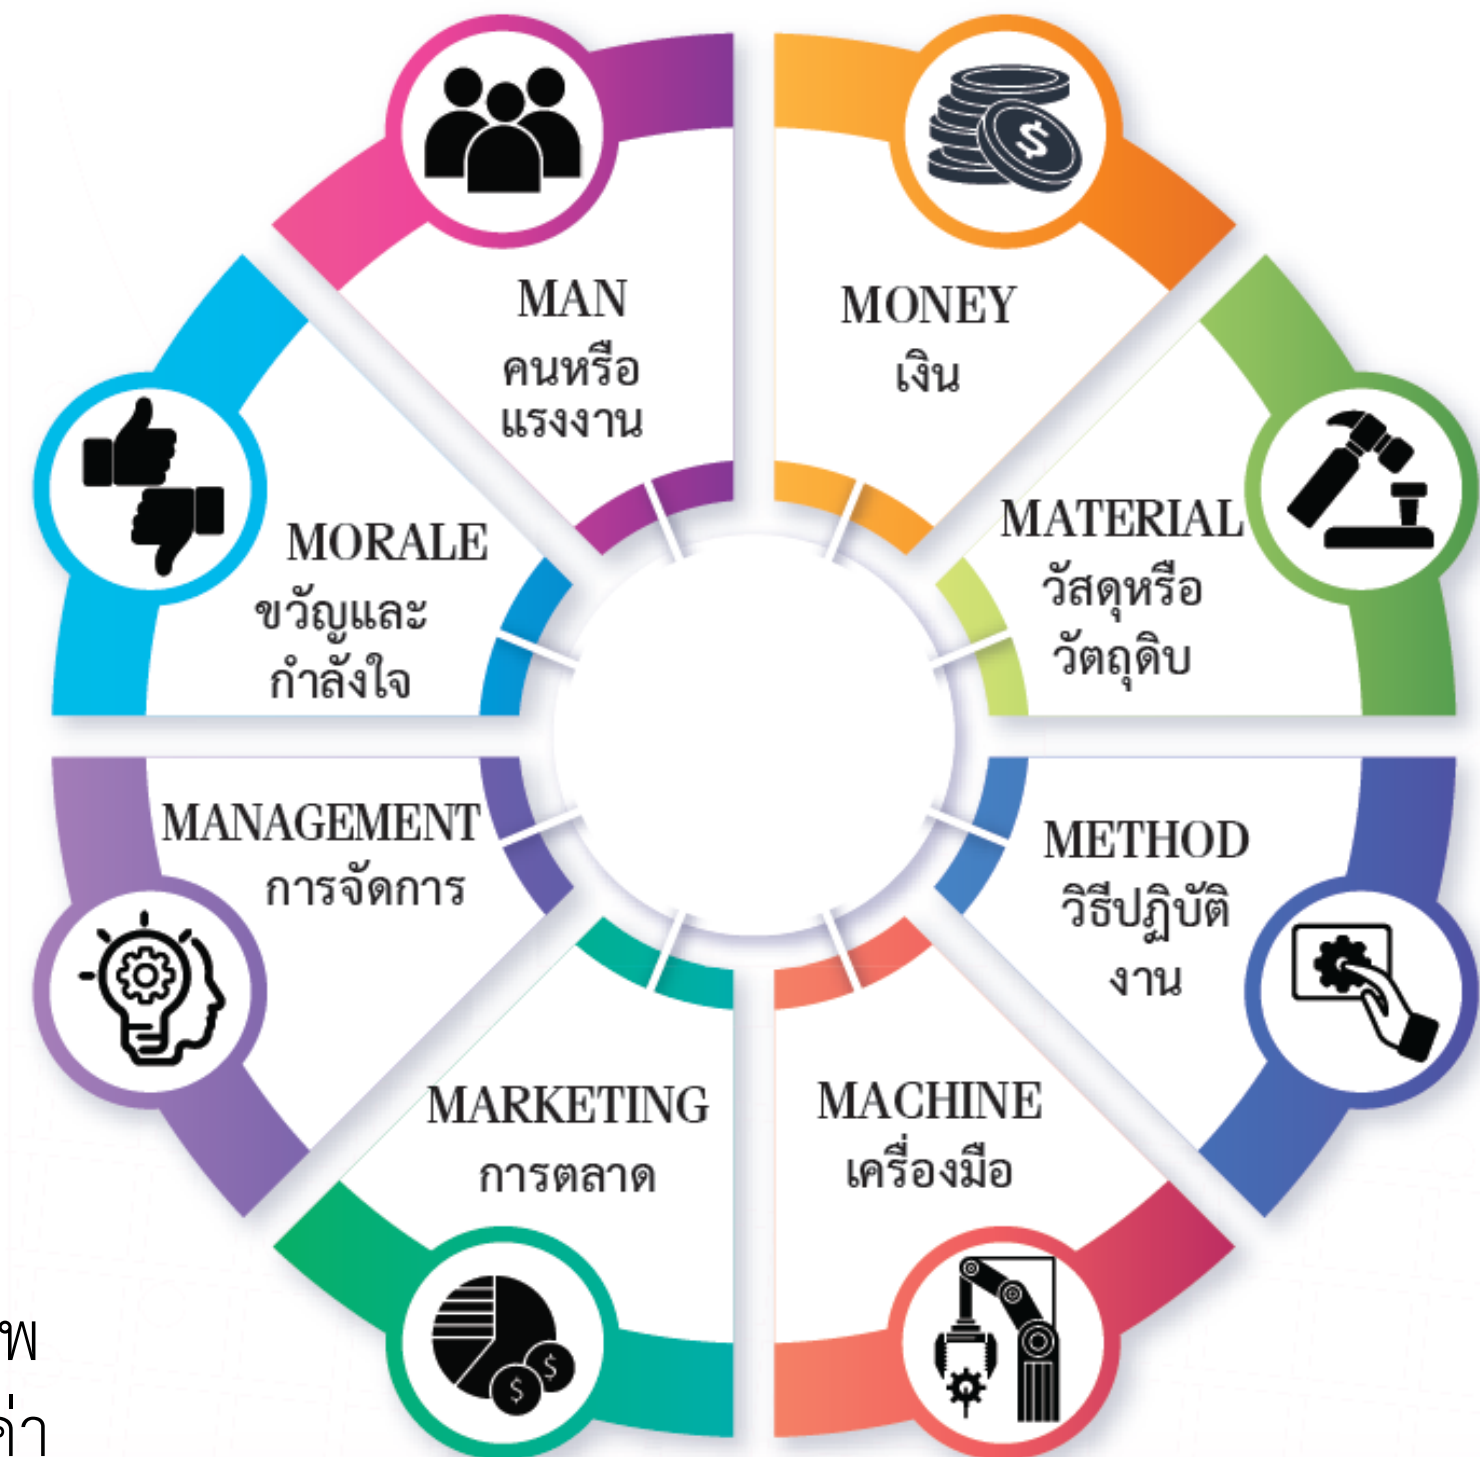 MAN
คนหรือ
แรงงาน
MONEY
เงิน
MATERIAL
วัสดุหรือ
วัตถุดิบ
METHOD
วิธีปฏิบัติ
งาน
MACHINE
เครื่องมือ
MARKETING
การตลาด
MANAGEMENT
การจัดการ
MORALE
ขวัญและ
กำลังใจ
$
$
$